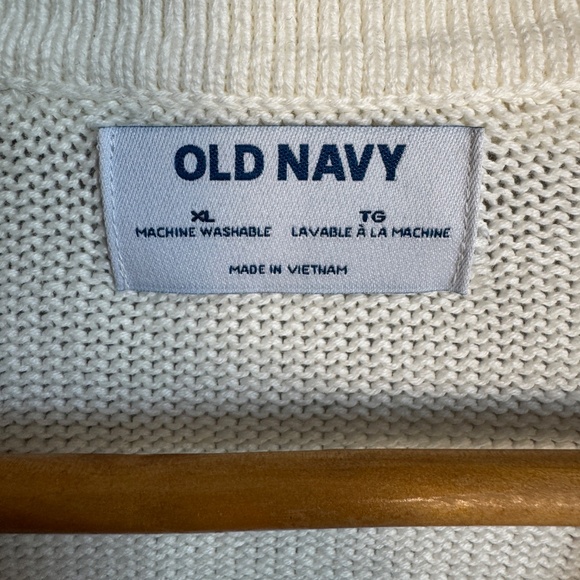 OLD NAVY
XL TG
MACHINE WASHABLE LAVABLE À LA MACHINE
MADE IN VIETNAM